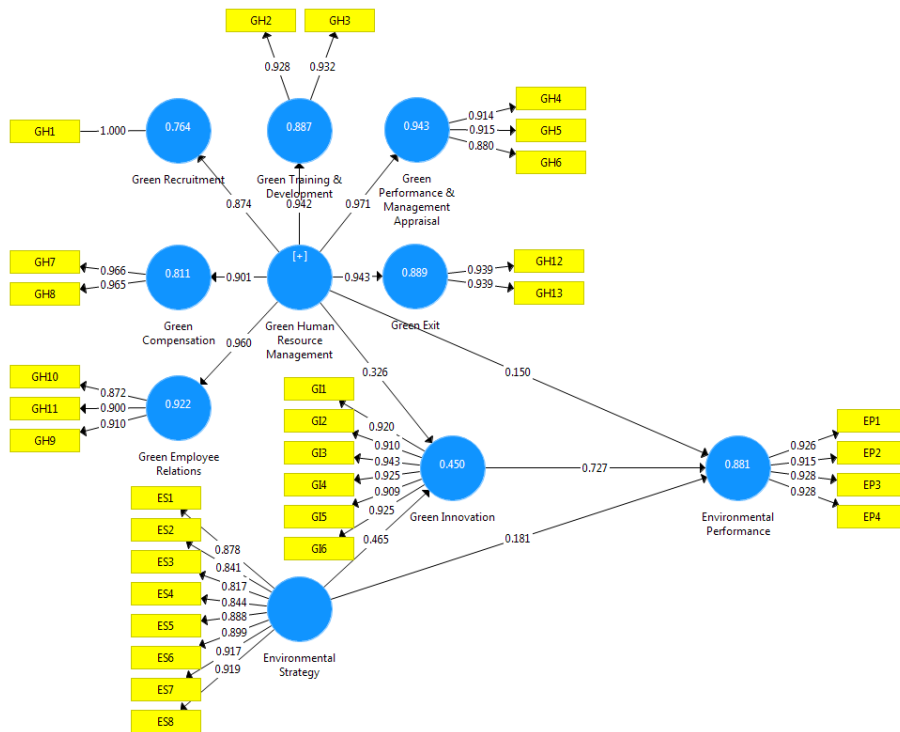 GH2
GH3
0.928
0.932
GH1
1.000
0.764
Green Recruitment
0.887
Green Training &
Development
0.943
Green
Performance &
Management
Appraisal
0.914
0.915
0.880
GH4
GH5
GH6
0.874
0.942
0.971
GH7
GH8
0.966
0.965
0.811
Green
Compensation
0.901
[+]
Green Human
Resource
Management
0.943
0.889
Green Exit
0.939
0.939
GH12
GH13
0.960
GH10
GH11
GH9
0.872
0.900
0.910
0.922
Green Employee
Relations
0.326
0.150
GI1
GI2
GI3
GI4
GI5
GI6
0.920
0.910
0.943
0.925
0.909
0.925
0.450
Green Innovation
0.727
0.881
Environmental
Performance
0.926
0.915
0.928
0.928
EP1
EP2
EP3
EP4
0.465
0.181
ES1
ES2
ES3
ES4
ES5
ES6
ES7
ES8
0.878
0.841
0.817
0.844
0.888
0.899
0.917
0.919
Environmental
Strategy